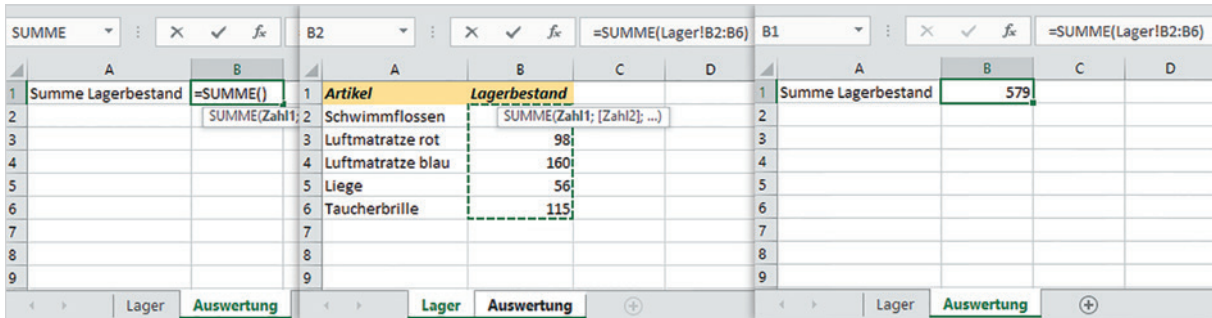 SUMME fx
A B
1 Summe Lagerbestand =SUMME()
2 SUMME(Zahl1;
3
4
5
6
7
8
9
Lager Auswertung
B2 fx =SUMME(Lager!B2:B6)
A B C D
1 Artikel Lagerbestand
2 Schwimmflossen SUMME(Zahl1; [Zahl2]; ...)
3 Luftmatratze rot 98
4 Luftmatratze blau 160
5 Liege 56
6 Taucherbrille 115
7
8
9
Lager Auswertung
B1 fx =SUMME(Lager!B2:B6)
A B C D
1 Summe Lagerbestand 579
2
3
4
5
6
7
8
9
Lager Auswertung